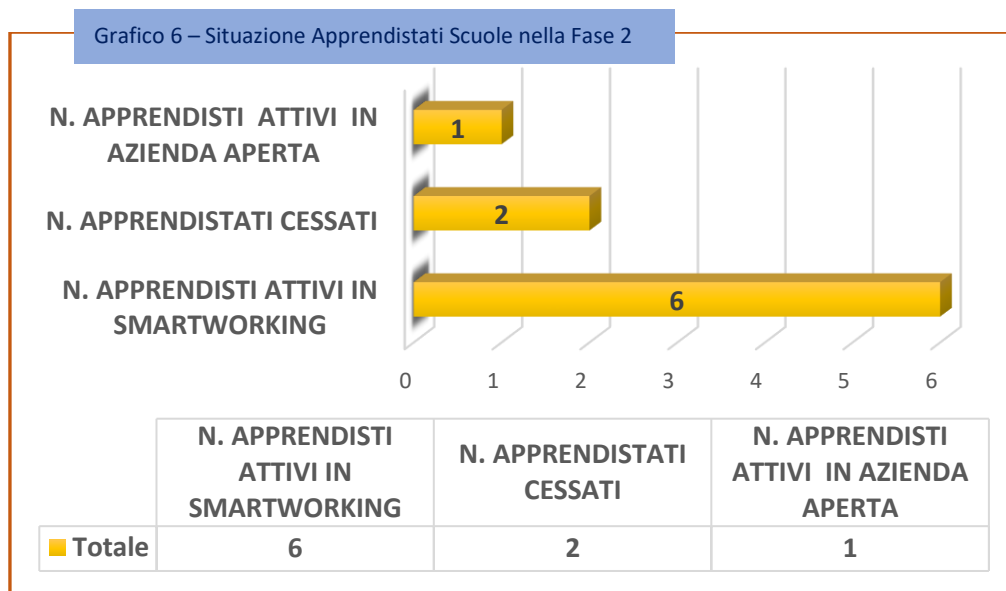 Grafico 6 – Situazione Apprendistati Scuole nella Fase 2
N. APPRENDISTI ATTIVI IN
AZIENDA APERTA
1
N. APPRENDISTATI CESSATI
2
N. APPRENDISTI ATTIVI IN
SMARTWORKING
6
0 1 2 3 4 5 6
N. APPRENDISTI
ATTIVI IN
SMARTWORKING
N. APPRENDISTATI
CESSATI
N. APPRENDISTI
ATTIVI IN AZIENDA
APERTA
Totale 6 2 1